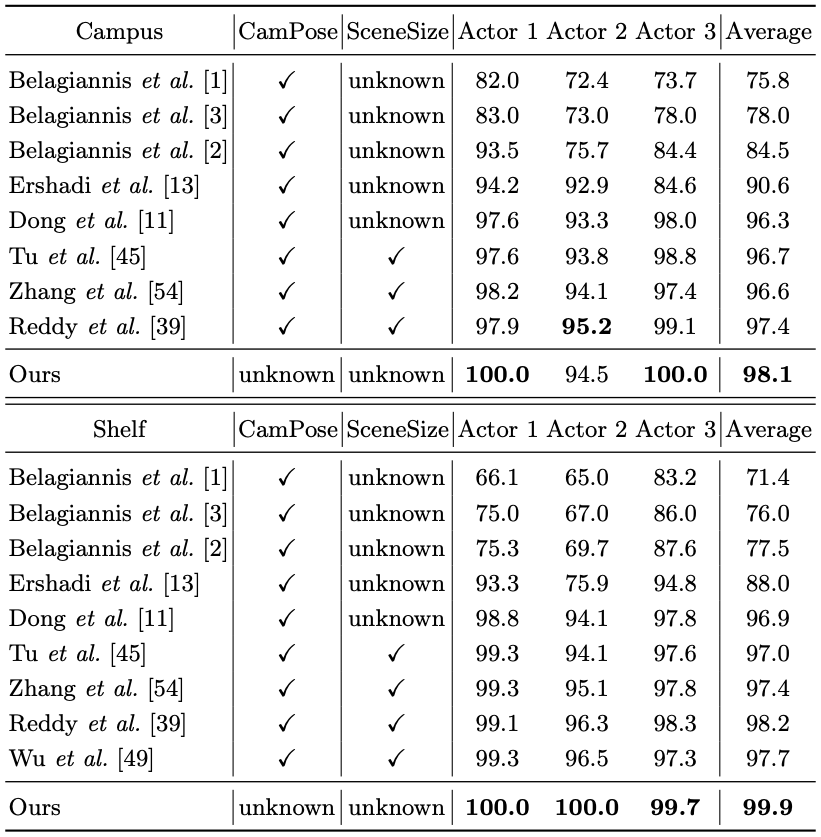 Campus CamPose SceneSize Actor 1 Actor 2 Actor 3 Average
Belagiannis et al. [1] ✓ unknown 82.0 72.4 73.7 75.8
Belagiannis et al. [3] ✓ unknown 83.0 73.0 78.0 78.0
Belagiannis et al. [2] ✓ unknown 93.5 75.7 84.4 84.5
Ershadi et al. [13] ✓ unknown 94.2 92.9 84.6 90.6
Dong et al. [11] ✓ unknown 97.6 93.3 98.0 96.3
Tu et al. [45] ✓ ✓ 97.6 93.8 98.8 96.7
Zhang et al. [54] ✓ ✓ 98.2 94.1 97.4 96.6
Reddy et al. [39] ✓ ✓ 97.9 95.2 99.1 97.4
Ours unknown unknown 100.0 94.5 100.0 98.1
Shelf CamPose SceneSize Actor 1 Actor 2 Actor 3 Average
Belagiannis et al. [1] ✓ unknown 66.1 65.0 83.2 71.4
Belagiannis et al. [3] ✓ unknown 75.0 67.0 86.0 76.0
Belagiannis et al. [2] ✓ unknown 75.3 69.7 87.6 77.5
Ershadi et al. [13] ✓ unknown 93.3 75.9 94.8 88.0
Dong et al. [11] ✓ unknown 98.8 94.1 97.8 96.9
Tu et al. [45] ✓ ✓ 99.3 94.1 97.6 97.0
Zhang et al. [54] ✓ ✓ 99.3 95.1 97.8 97.4
Reddy et al. [39] ✓ ✓ 99.1 96.3 98.3 98.2
Wu et al. [49] ✓ ✓ 99.3 96.5 97.3 97.7
Ours unknown unknown 100.0 100.0 99.7 99.9